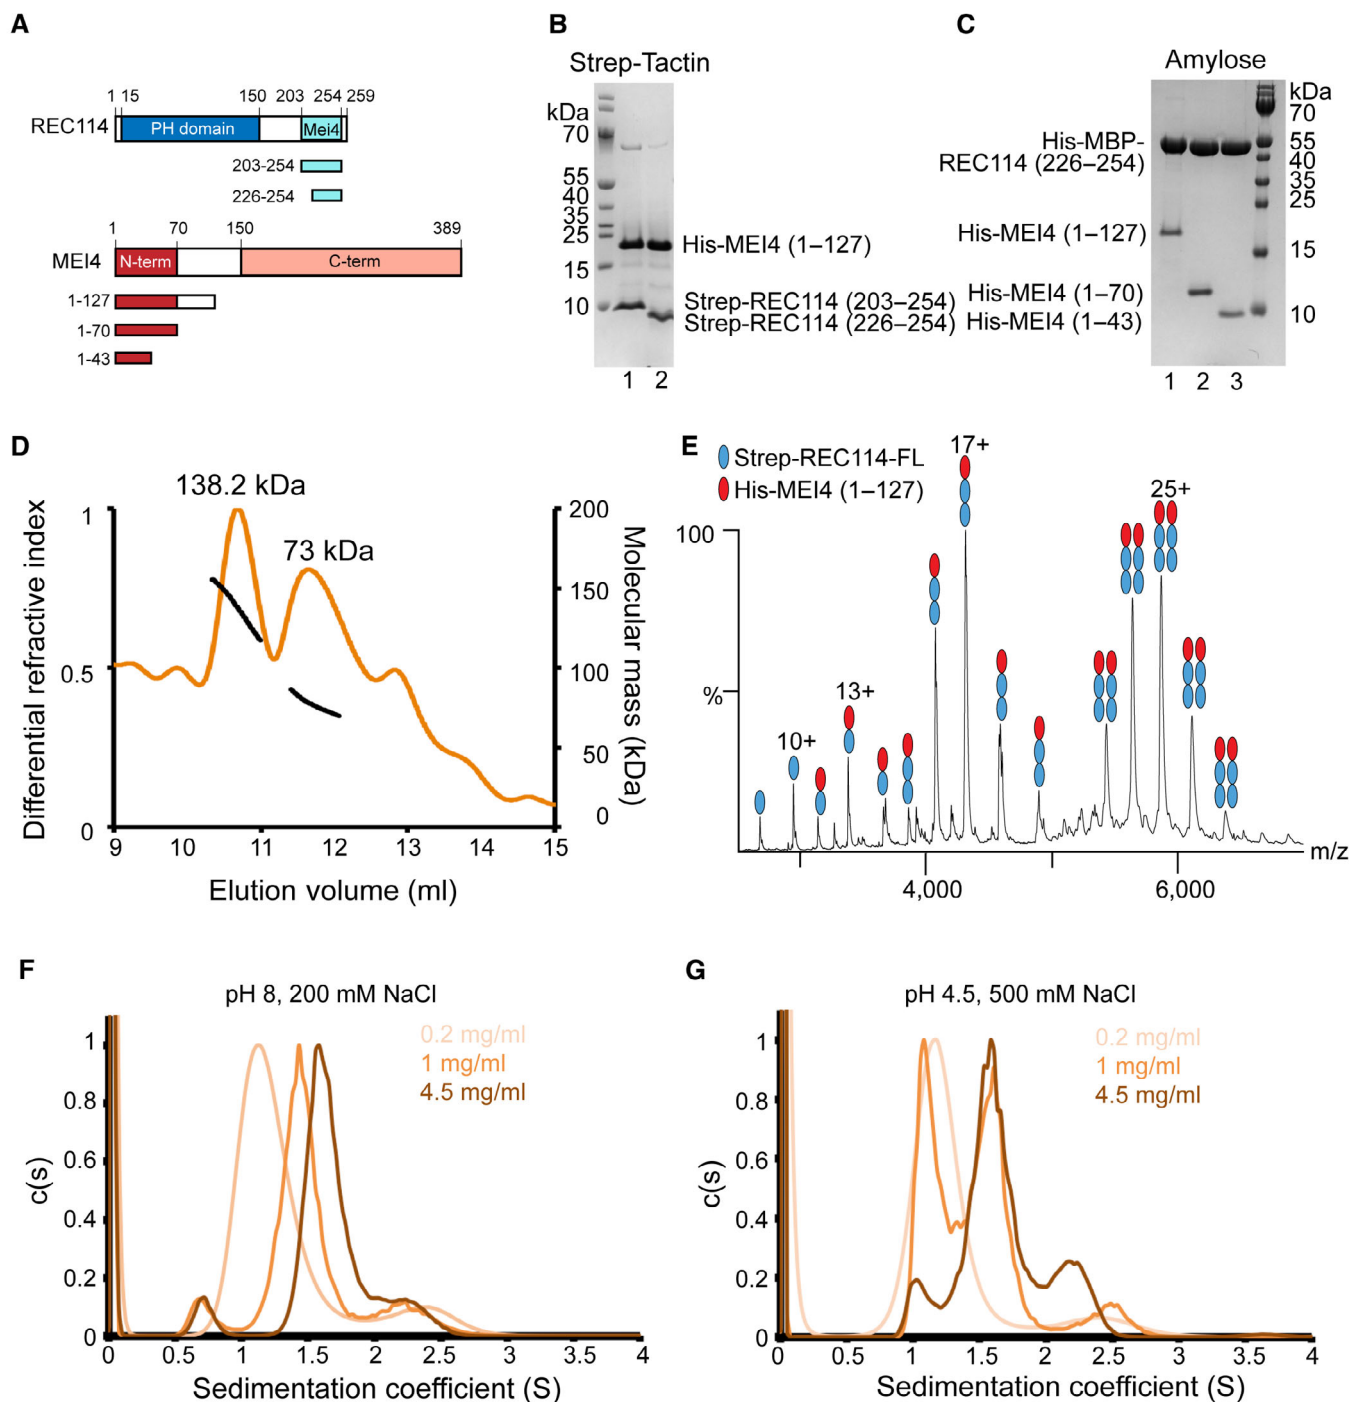 A
1 15 150 203 254 259
REC114 PH domain Mei4
203-254
226-254
1 70 150 389
MEI4 N-term C-term
1-127
1-70
1-43
B
Strep-Tactin
kDa
70
55
40
35
25
15
10
His-MEI4 (1–127)
Strep-REC114 (203–254)
Strep-REC114 (226–254)
1 2
C
Amylose
kDa
70
55
40
35
25
15
10
His-MBP-
REC114 (226–254)
His-MEI4 (1–127)
His-MEI4 (1–70)
His-MEI4 (1–43)
1 2 3
D
138.2 kDa
73 kDa
Differential refractive index
1
0.5
0
Molecular mass (kDa)
200
150
100
50
0
9 10 11 12 13 14 15
Elution volume (ml)
E
Strep-REC114-FL
His-MEI4 (1–127)
17+
25+
13+
10+
100
%
4,000 6,000
m/z
F
pH 8, 200 mM NaCl
0.2 mg/ml
1 mg/ml
4.5 mg/ml
c(s)
1
0.8
0.6
0.4
0.2
0
0 0.5 1 1.5 2 2.5 3 3.5 4
Sedimentation coefficient (S)
G
pH 4.5, 500 mM NaCl
0.2 mg/ml
1 mg/ml
4.5 mg/ml
c(s)
1
0.8
0.6
0.4
0.2
0
0 0.5 1 1.5 2 2.5 3 3.5 4
Sedimentation coefficient (S)